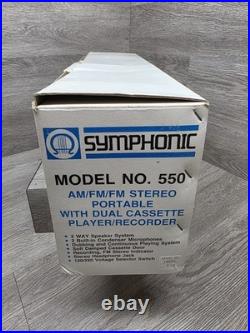 SYMPHONIC
MODEL NO. 550
AM/FM/FM STEREO
PORTABLE
WITH DUAL CASSETTE
PLAYER/RECORDER
• 2 WAY Speaker System
• 2 Built-in Condenser Microphones
• Dubbing and Continuous Playing System
• Soft Damped Cassette Door
• Recording, FM Stereo Indicator
• Stereo Headphone Jack
• 120/220 Voltage Selector Switch